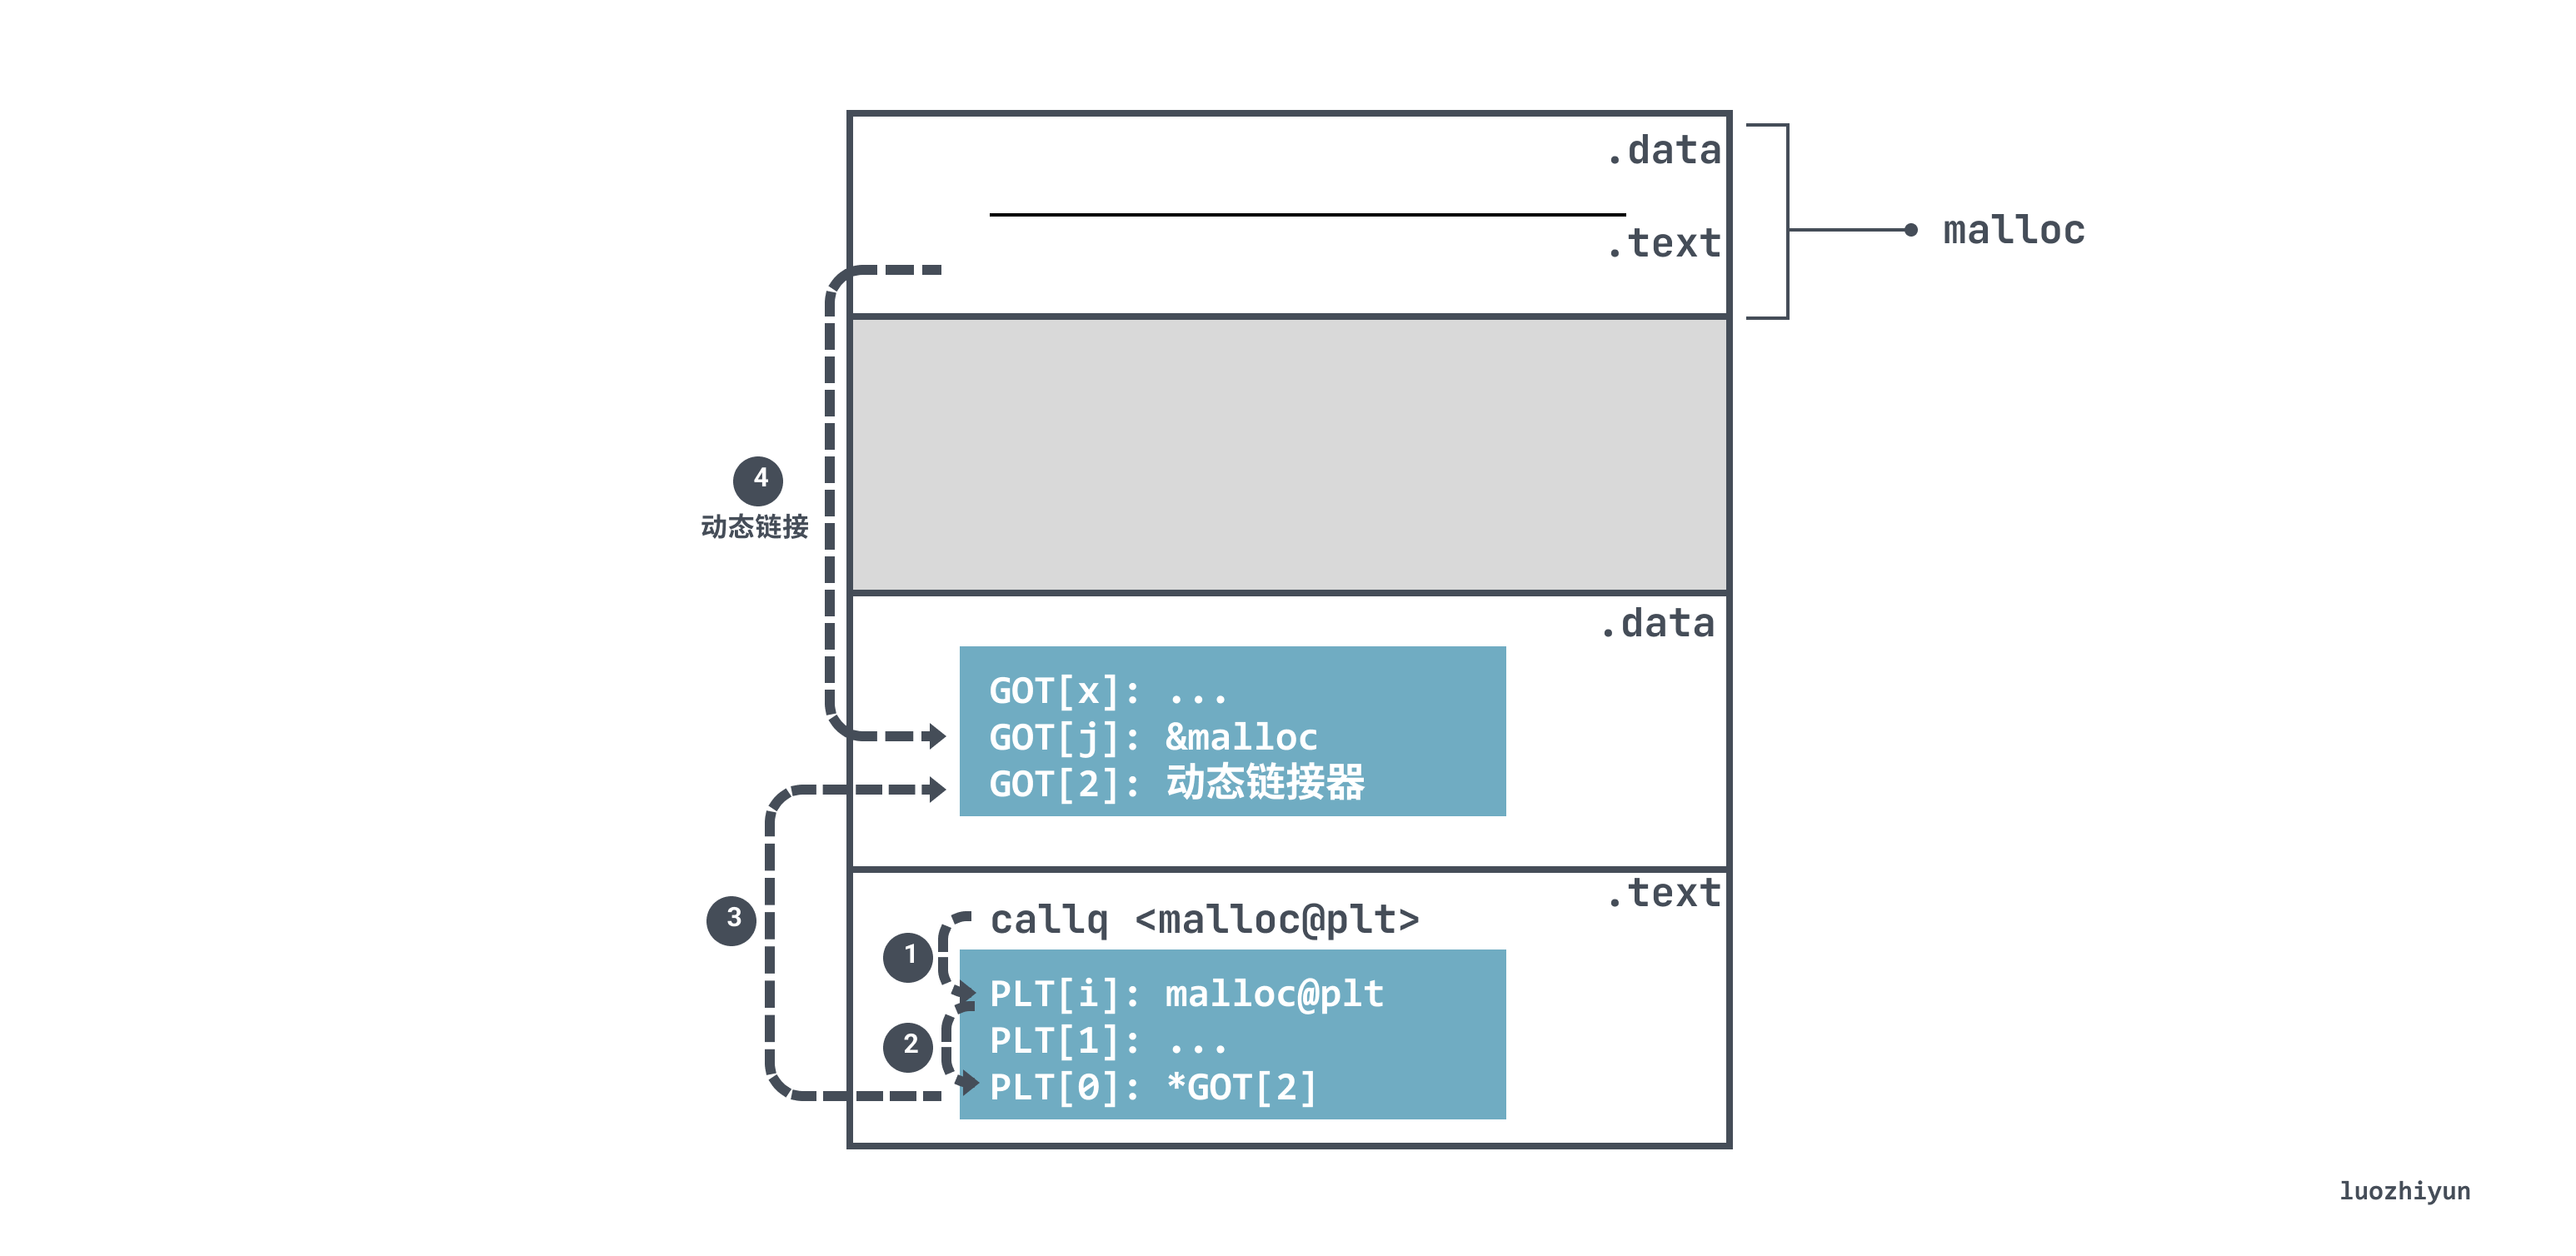 .data
.text
malloc
4
动态链接
.data
GOT[x]: ...
GOT[j]: &malloc
GOT[2]: 动态链接器
.text
3
callq <malloc@plt>
1
PLT[i]: malloc@plt
2
PLT[1]: ...
PLT[0]: *GOT[2]
luozhiyun